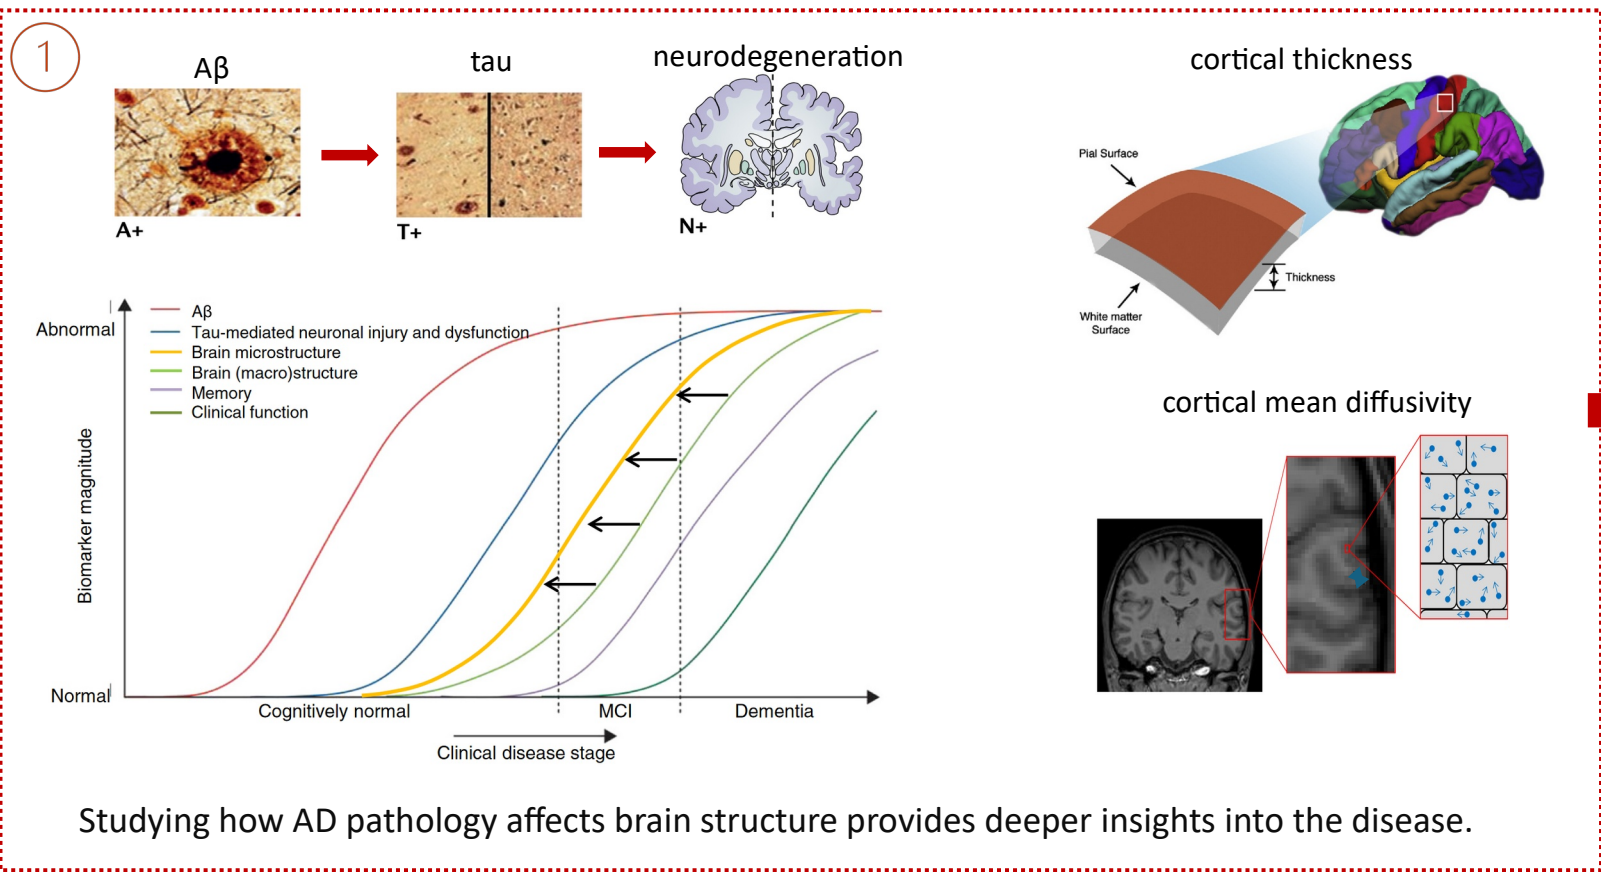 1
Aβ
tau
neurodegeneration
A+
T+
N+
cortical thickness
Pial Surface
Thickness
White matter
Surface
Abnormal
Aβ
Tau-mediated neuronal injury and dysfunction
Brain microstructure
Brain (macro)structure
Memory
Clinical function
Biomarker magnitude
Normal
Cognitively normal
MCI
Dementia
Clinical disease stage
cortical mean diffusivity
Studying how AD pathology affects brain structure provides deeper insights into the disease.